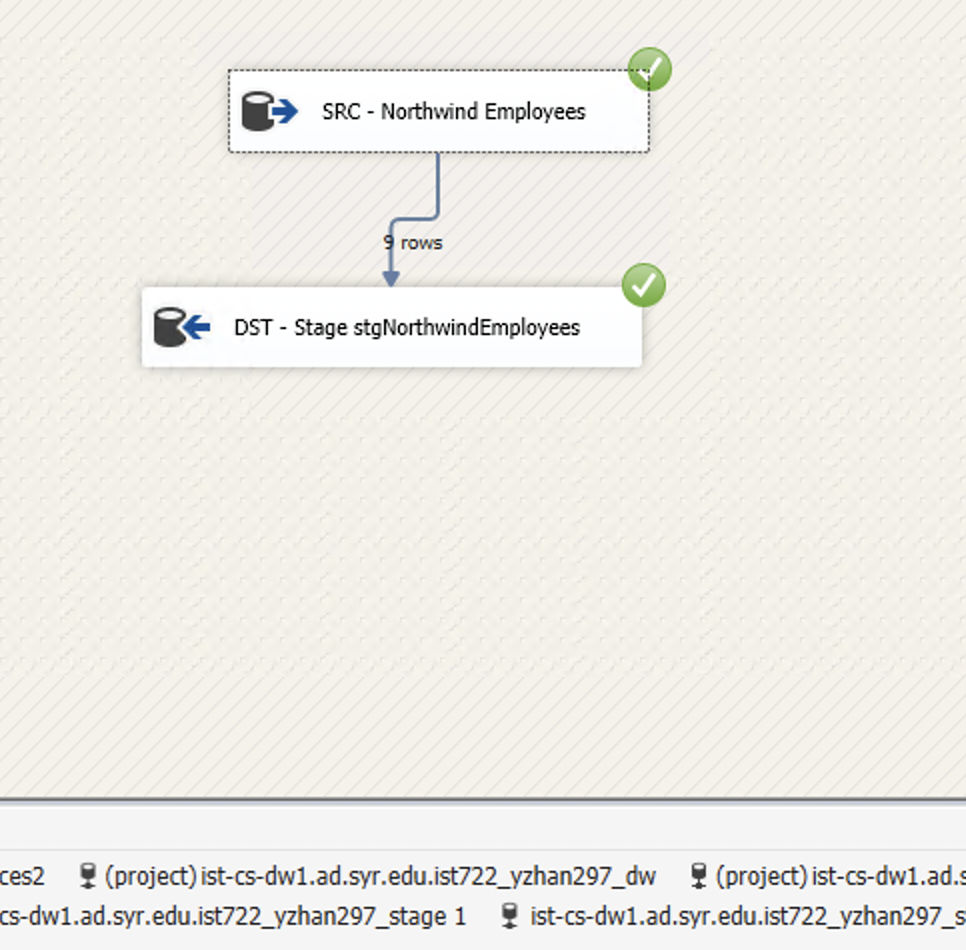 SRC - Northwind Employees
9 rows
DST - Stage stgNorthwindEmployees
ces2 (project) ist-cs-dw1.ad.syr.edu.ist722_yzhan297_dw (project) ist-cs-dw1.ad.s
cs-dw1.ad.syr.edu.ist722_yzhan297_stage 1 ist-cs-dw1.ad.syr.edu.ist722_yzhan297_s